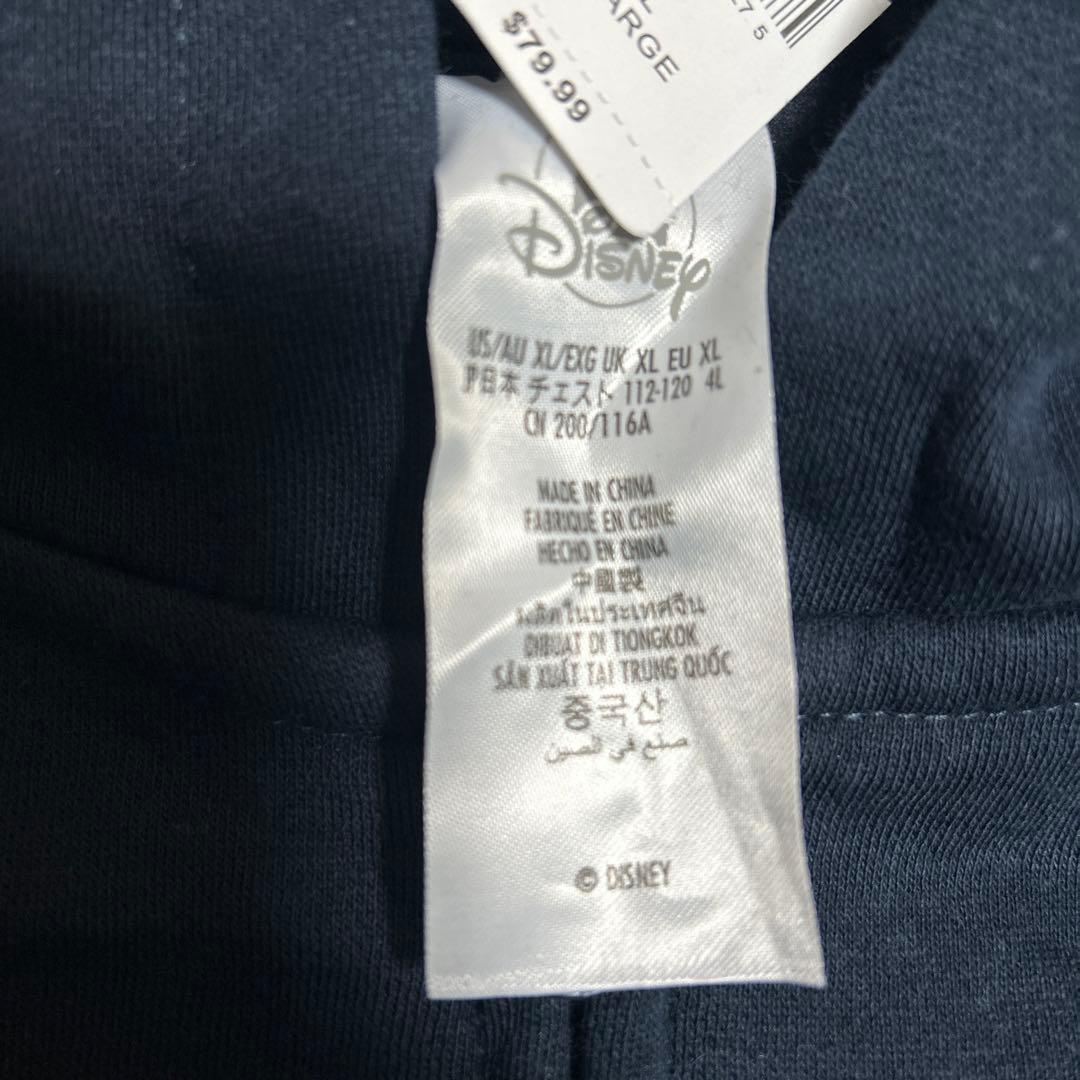 ARGE
$79.99
7 5
DISNEY
US/AU XL/EXG UK XL EU XL
JP日本 チェスト 112-120 4L
CN 200/116A
MADE IN CHINA
FABRIQUÉ EN CHINE
HECHO EN CHINA
中國製
ผลิตในประเทศจีน
DIBUAT DI TIONGKOK
SẢN XUẤT TẠI TRUNG QUỐC
중국산
صنع في الصين
© DISNEY